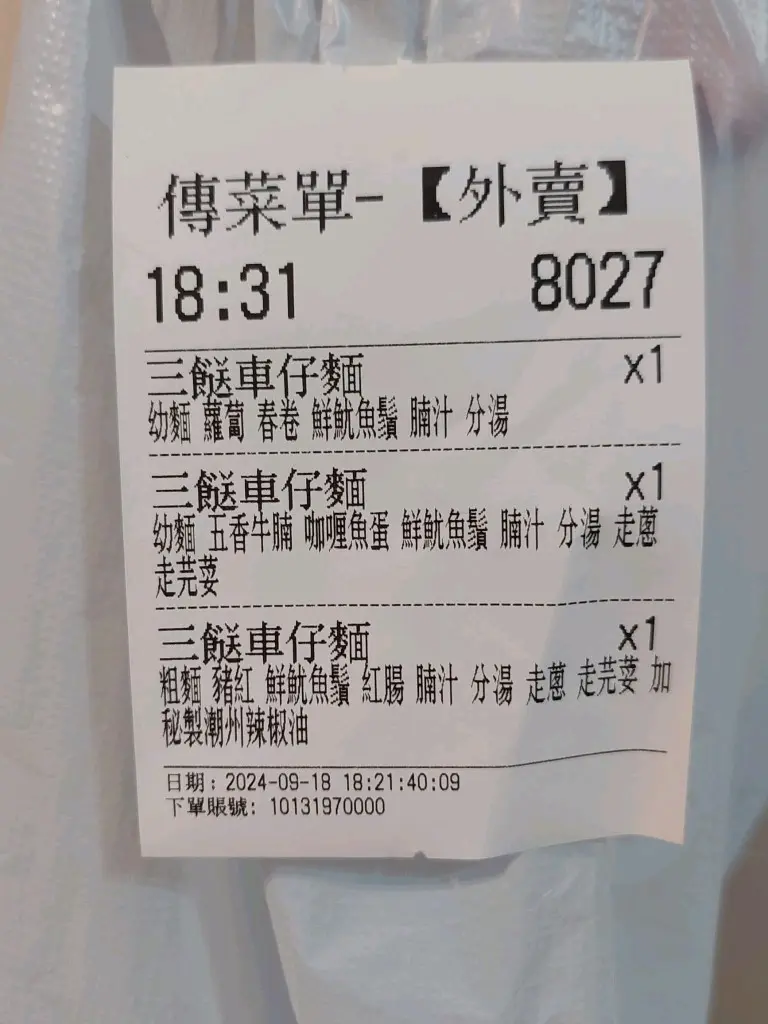 傳菜單-【外賣】
18:31 8027
三餸車仔麵 x1
幼麵 蘿蔔 春卷 鮮魷魚鬚 腩汁 分湯
三餸車仔麵 x1
幼麵 五香牛腩 咖喱魚蛋 鮮魷魚鬚 腩汁 分湯 走蔥
走芫荽
三餸車仔麵 x1
粗麵 豬紅 鮮魷魚鬚 紅腸 腩汁 分湯 走蔥 走芫荽 加
秘製潮州辣椒油
日期: 2024-09-18 18:21:40:09
下單賬號: 10131970000